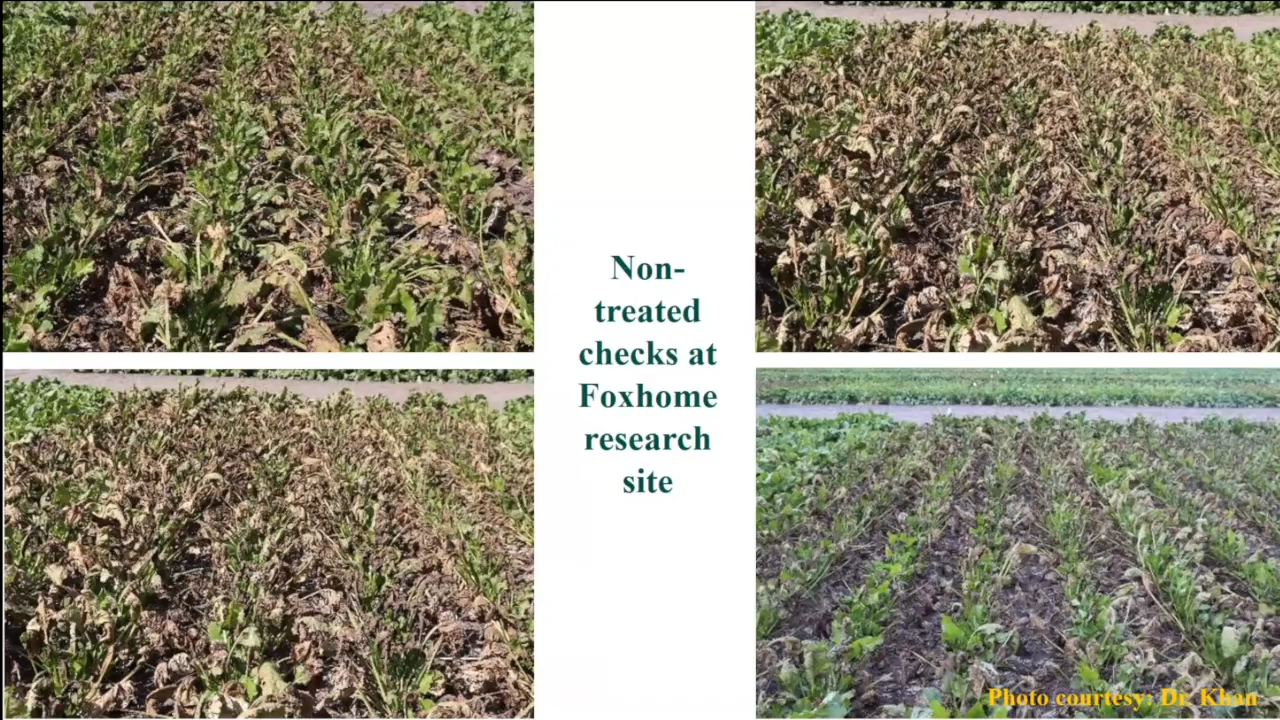 Non-
treated
checks at
Foxhome
research
site
Photo courtesy: Dr. Khan